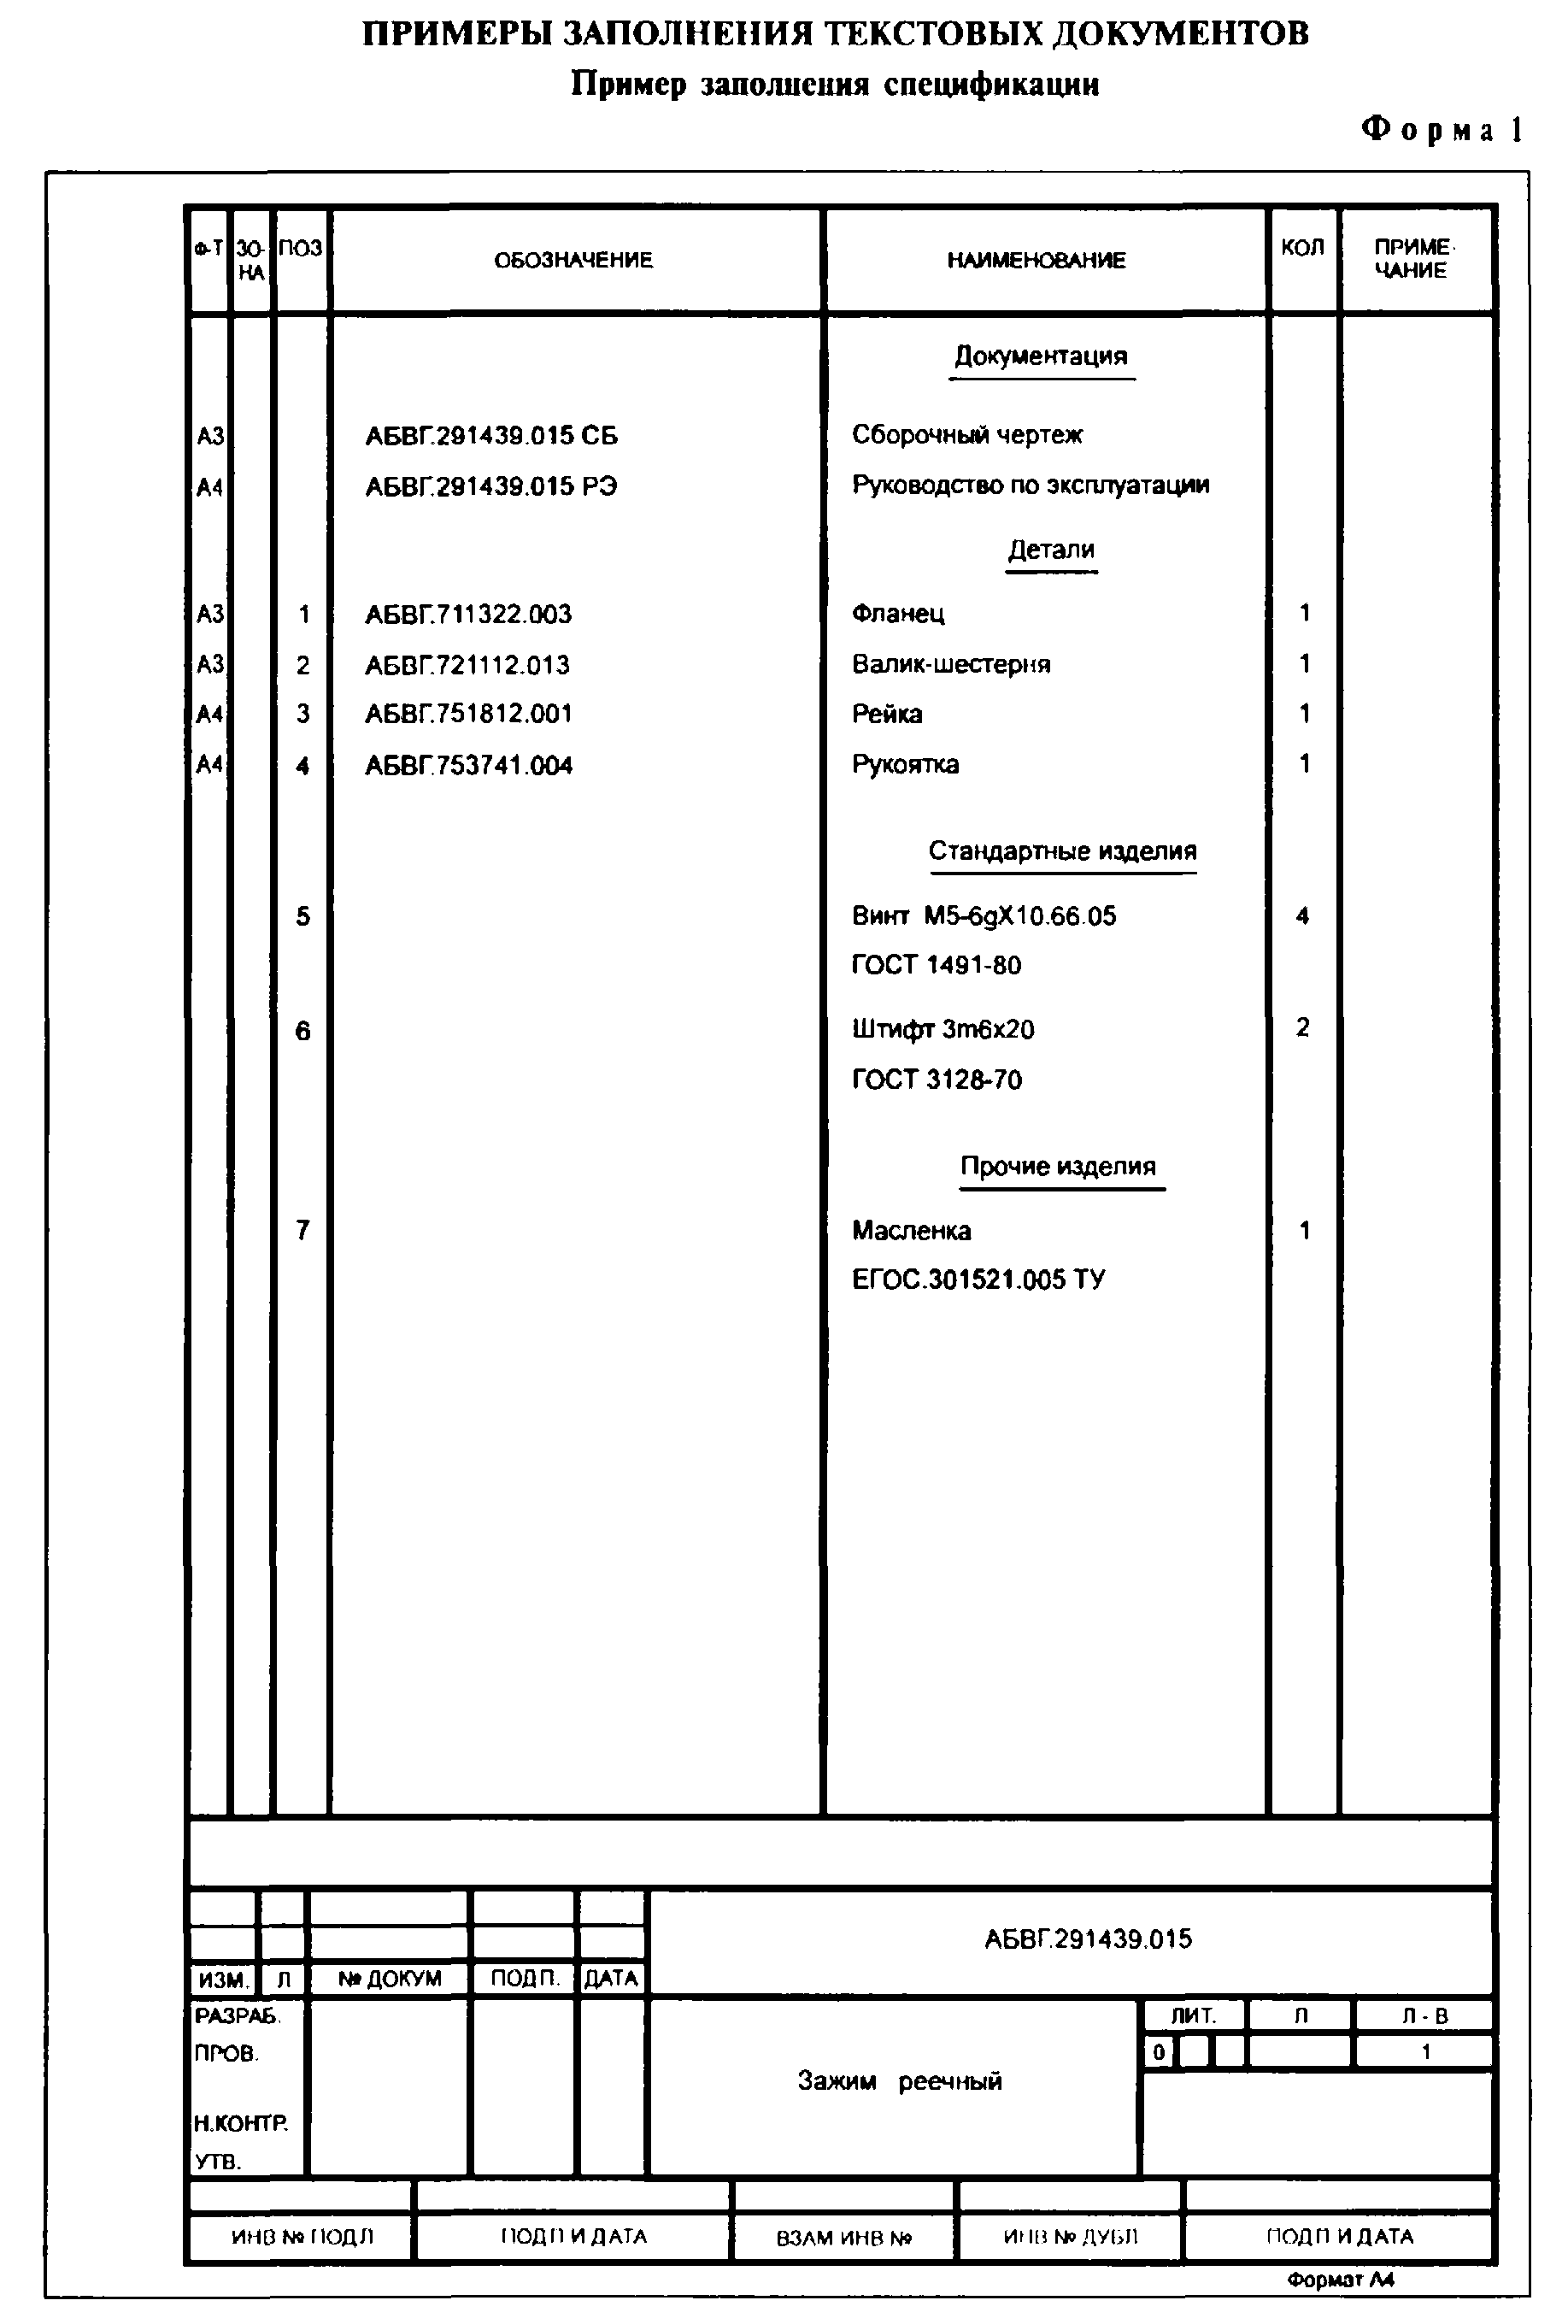 ПРИМЕРЫ ЗАПОЛНЕНИЯ ТЕКСТОВЫХ ДОКУМЕНТОВ
Пример заполнения спецификации
Форма 1
Ф-Т ЗО-НА ПОЗ ОБОЗНАЧЕНИЕ НАИМЕНОВАНИЕ КОЛ ПРИМЕ-ЧАНИЕ
Документация
А3 АБВГ.291439.015 СБ Сборочный чертеж
А4 АБВГ.291439.015 РЭ Руководство по эксплуатации
Детали
А3 1 АБВГ.711322.003 Фланец 1
А3 2 АБВГ.721112.013 Валик-шестерня 1
А4 3 АБВГ.751812.001 Рейка 1
А4 4 АБВГ.753741.004 Рукоятка 1
Стандартные изделия
5 Винт М5-6gХ10.66.05 4
ГОСТ 1491-80
6 Штифт 3m6х20 2
ГОСТ 3128-70
Прочие изделия
7 Масленка 1
ЕГОС.301521.005 ТУ
АБВГ.291439.015
ИЗМ. Л № ДОКУМ ПОДП. ДАТА
РАЗРАБ. ЛИТ. Л Л - В
ПРОВ. 0 1
Зажим реечный
Н.КОНТР.
УТВ.
ИНВ № ПОДЛ ПОДП И ДАТА ВЗАМ ИНВ № ИНВ № ДУБЛ ПОДП И ДАТА
Формат А4